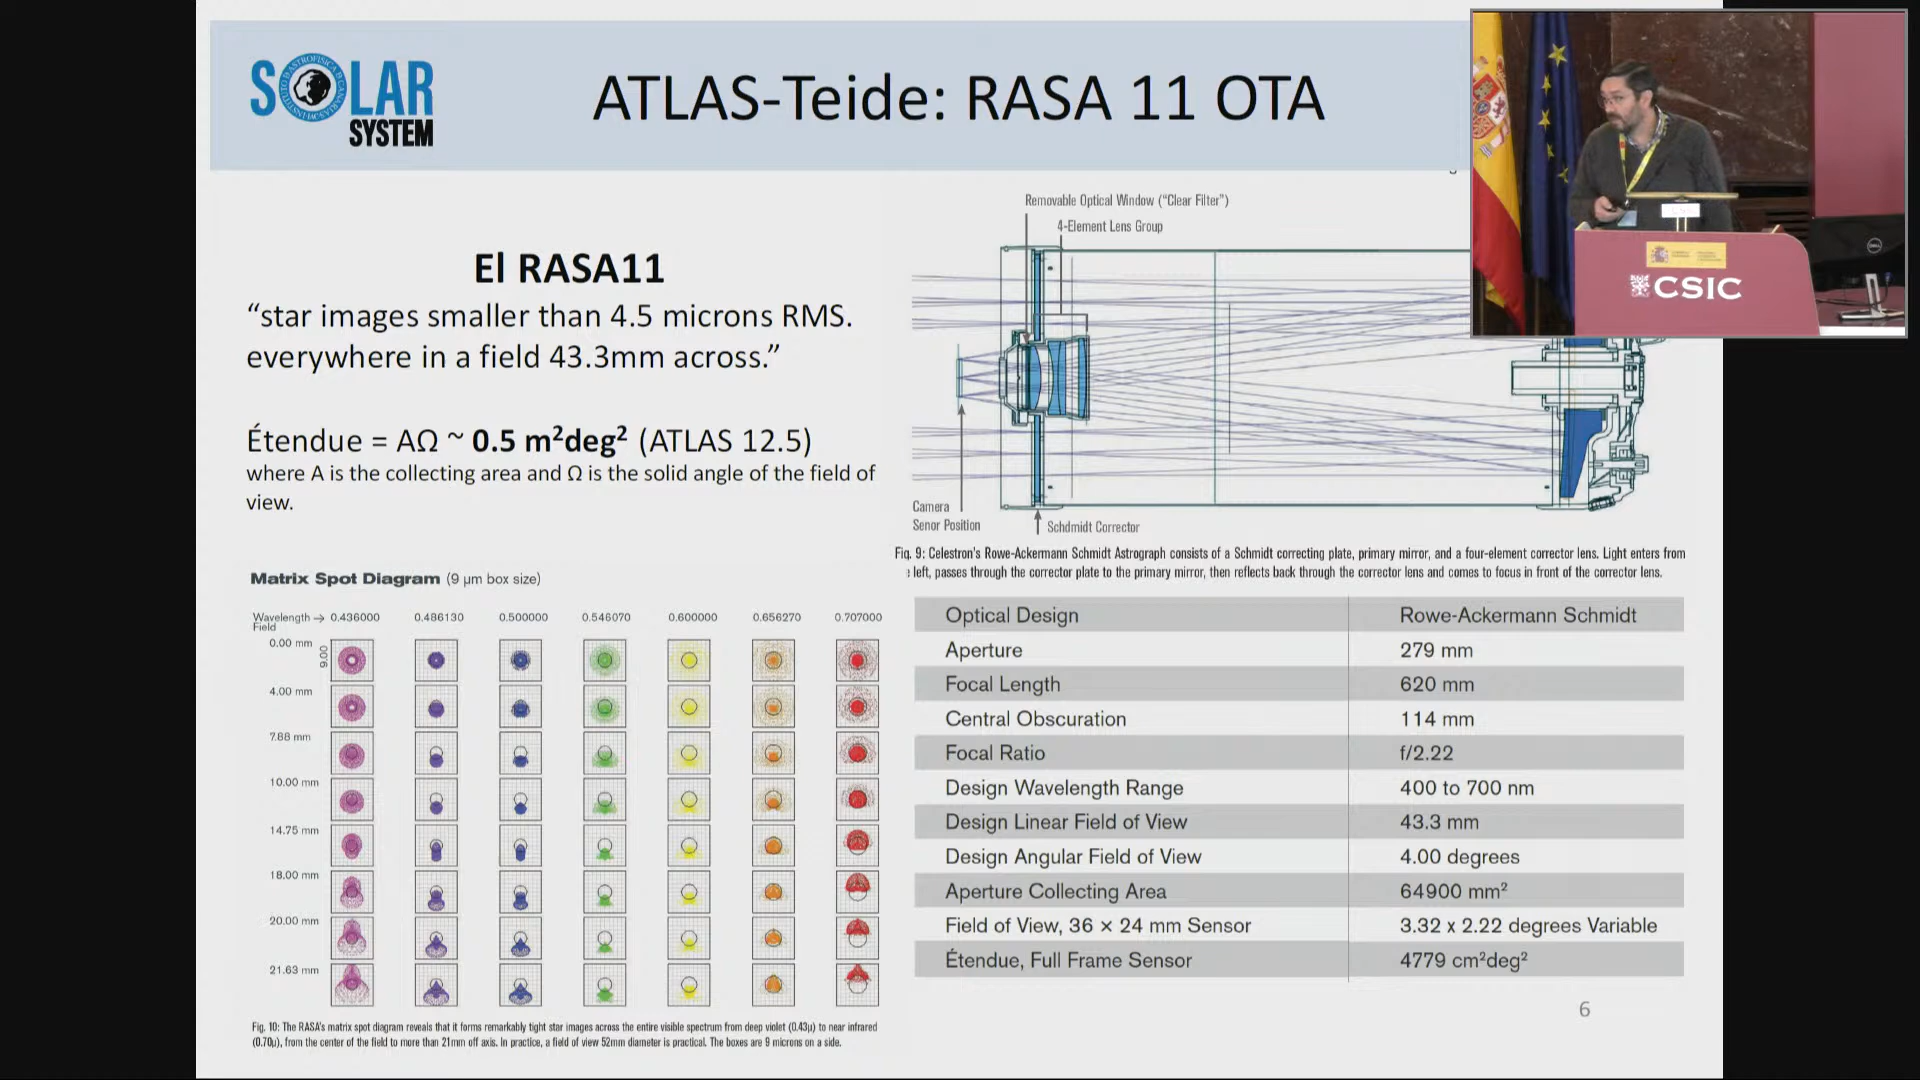 SOLAR
SYSTEM
ATLAS-Teide: RASA 11 OTA
El RASA11
“star images smaller than 4.5 microns RMS.
everywhere in a field 43.3mm across.”
Étendue = AΩ ~ 0.5 m²deg² (ATLAS 12.5)
where A is the collecting area and Ω is the solid angle of the field of
view.
Removable Optical Window (“Clear Filter”)
4-Element Lens Group
Camera
Senor Position
Schdmidt Corrector
Fig. 9: Celestron's Rowe-Ackermann Schmidt Astrograph consists of a Schmidt correcting plate, primary mirror, and a four-element corrector lens. Light enters from
left, passes through the corrector plate to the primary mirror, then reflects back through the corrector lens and comes to focus in front of the corrector lens.
Matrix Spot Diagram (9 µm box size)
Wavelength → 0.436000 0.486130 0.500000 0.546070 0.600000 0.656270 0.707000
Field
0.00 mm
9.00
4.00 mm
7.88 mm
10.00 mm
14.75 mm
18.00 mm
20.00 mm
21.63 mm
Fig. 10: The RASA's matrix spot diagram reveals that it forms remarkably tight star images across the entire visible spectrum from deep violet (0.43µ) to near infrared
(0.70µ), from the center of the field to more than 21mm off axis. In practice, a field of view 52mm diameter is practical. The boxes are 9 microns on a side.
Optical Design Rowe-Ackermann Schmidt
Aperture 279 mm
Focal Length 620 mm
Central Obscuration 114 mm
Focal Ratio f/2.22
Design Wavelength Range 400 to 700 nm
Design Linear Field of View 43.3 mm
Design Angular Field of View 4.00 degrees
Aperture Collecting Area 64900 mm²
Field of View, 36 × 24 mm Sensor 3.32 x 2.22 degrees Variable
Étendue, Full Frame Sensor 4779 cm²deg²
6
CSIC
DELL